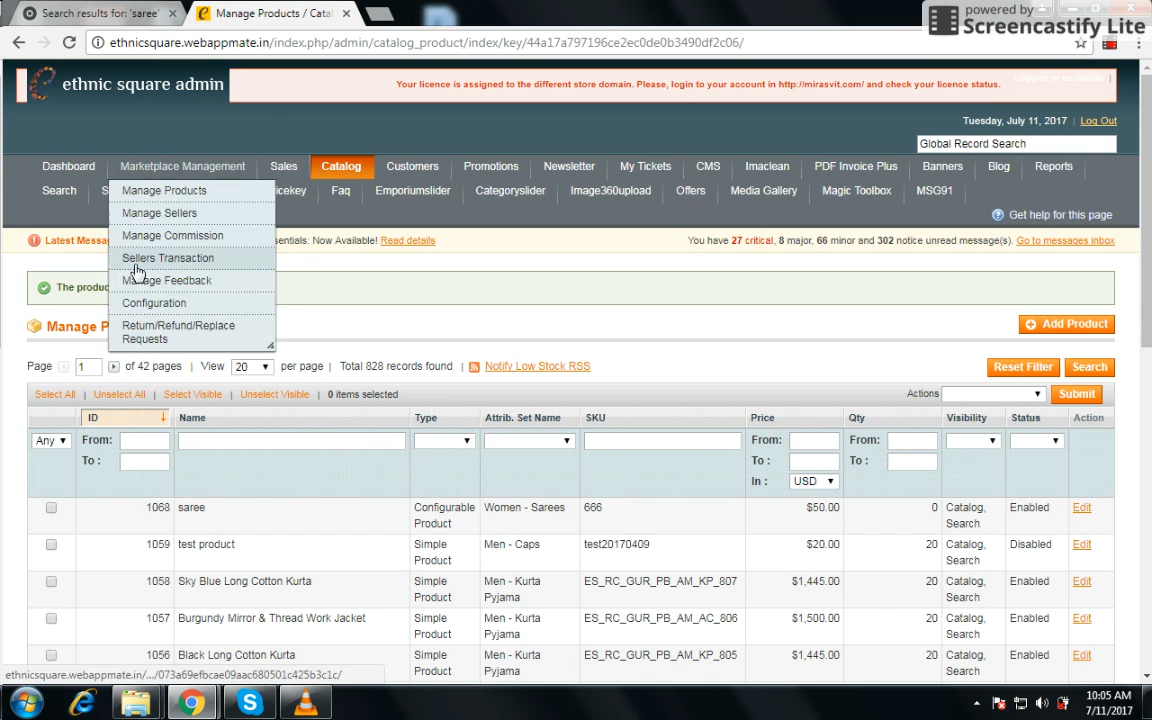 powered by
Screencastify Lite
Search results for: 'saree'
Manage Products / Cata
ethnicsquare.webappmate.in/index.php/admin/catalog_product/index/key/44a17a797196ce2ec0de0b3490df2c06/
ethnic square admin
Your licence is assigned to the different store domain. Please, login to your account in http://mirasvit.com/ and check your licence status.
Tuesday, July 11, 2017 | Log Out
Global Record Search
Dashboard Marketplace Management Sales Catalog Customers Promotions Newsletter My Tickets CMS Imaclean PDF Invoice Plus Banners Blog Reports
Search S icekey Faq Emporiumslider Categoryslider Image360upload Offers Media Gallery Magic Toolbox MSG91
Manage Products
Manage Sellers
Manage Commission
Sellers Transaction
Manage Feedback
Configuration
Return/Refund/Replace
Requests
Get help for this page
Latest Messa sentials: Now Available! Read details
You have 27 critical, 8 major, 66 minor and 302 notice unread message(s). Go to messages inbox
The produc
Manage P
Add Product
Page 1 of 42 pages | View 20 per page | Total 828 records found | Notify Low Stock RSS
Reset Filter Search
Select All | Unselect All | Select Visible | Unselect Visible | 0 items selected
Actions Submit
ID Name Type Attrib. Set Name SKU Price Qty Visibility Status Action
Any From: From: From:
To : To : To :
In : USD
1068 saree Configurable Product Women - Sarees 666 $50.00 0 Catalog, Search Enabled Edit
1059 test product Simple Product Men - Caps test20170409 $20.00 20 Catalog, Search Disabled Edit
1058 Sky Blue Long Cotton Kurta Simple Product Men - Kurta Pyjama ES_RC_GUR_PB_AM_KP_807 $1,445.00 20 Catalog, Search Enabled Edit
1057 Burgundy Mirror & Thread Work Jacket Simple Product Men - Kurta Pyjama ES_RC_GUR_PB_AM_AC_806 $1,500.00 20 Catalog, Search Enabled Edit
1056 Black Long Cotton Kurta Simple Product Men - Kurta Pyjama ES_RC_GUR_PB_AM_KP_805 $1,445.00 20 Catalog, Search Enabled Edit
ethnicsquare.webappmate.in/.../073a69efbcae09aac680501c425b3c1c/
10:05 AM
7/11/2017